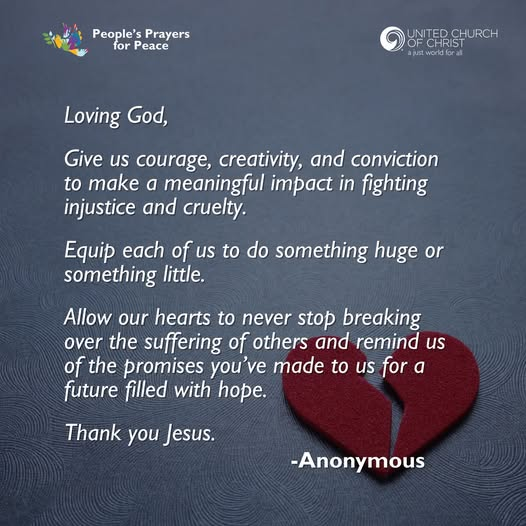 People's Prayers
for Peace
UNITED CHURCH
OF CHRIST
a just world for all
Loving God,
Give us courage, creativity, and conviction
to make a meaningful impact in fighting
injustice and cruelty.
Equip each of us to do something huge or
something little.
Allow our hearts to never stop breaking
over the suffering of others and remind us
of the promises you've made to us for a
future filled with hope.
Thank you Jesus.
-Anonymous